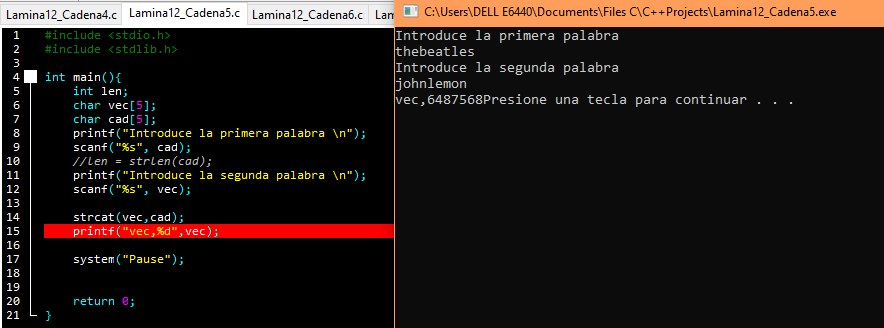 Lamina12_Cadena4.c Lamina12_Cadena5.c Lamina12_Cadena6.c Lam
1 #include <stdio.h>
2 #include <stdlib.h>
3
4 int main(){
5 int len;
6 char vec[5];
7 char cad[5];
8 printf("Introduce la primera palabra \n");
9 scanf("%s", cad);
10 //len = strlen(cad);
11 printf("Introduce la segunda palabra \n");
12 scanf("%s", vec);
13
14 strcat(vec,cad);
15 printf("vec,%d",vec);
16
17 system("Pause");
18
19
20 return 0;
21 }
C:\Users\DELL E6440\Documents\Files C\C++Projects\Lamina12_Cadena5.exe
Introduce la primera palabra
thebeatles
Introduce la segunda palabra
johnlemon
vec,6487568Presione una tecla para continuar . . .